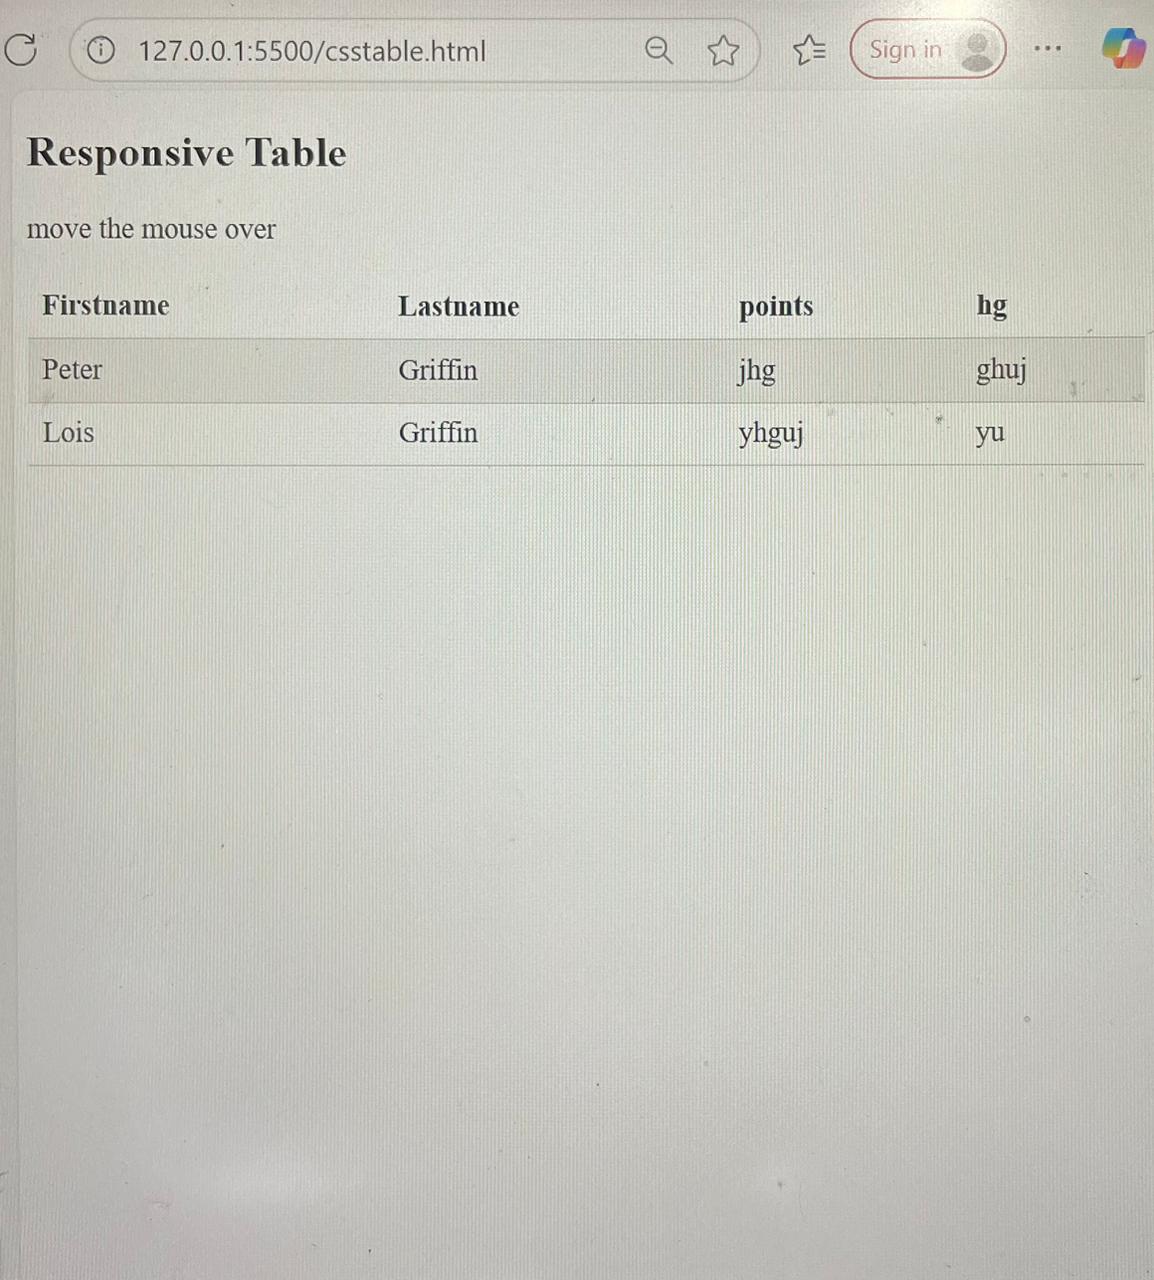 127.0.0.1:5500/csstable.html Sign in
Responsive Table
move the mouse over
Firstname Lastname points hg
Peter Griffin jhg ghuj
Lois Griffin yhguj yu